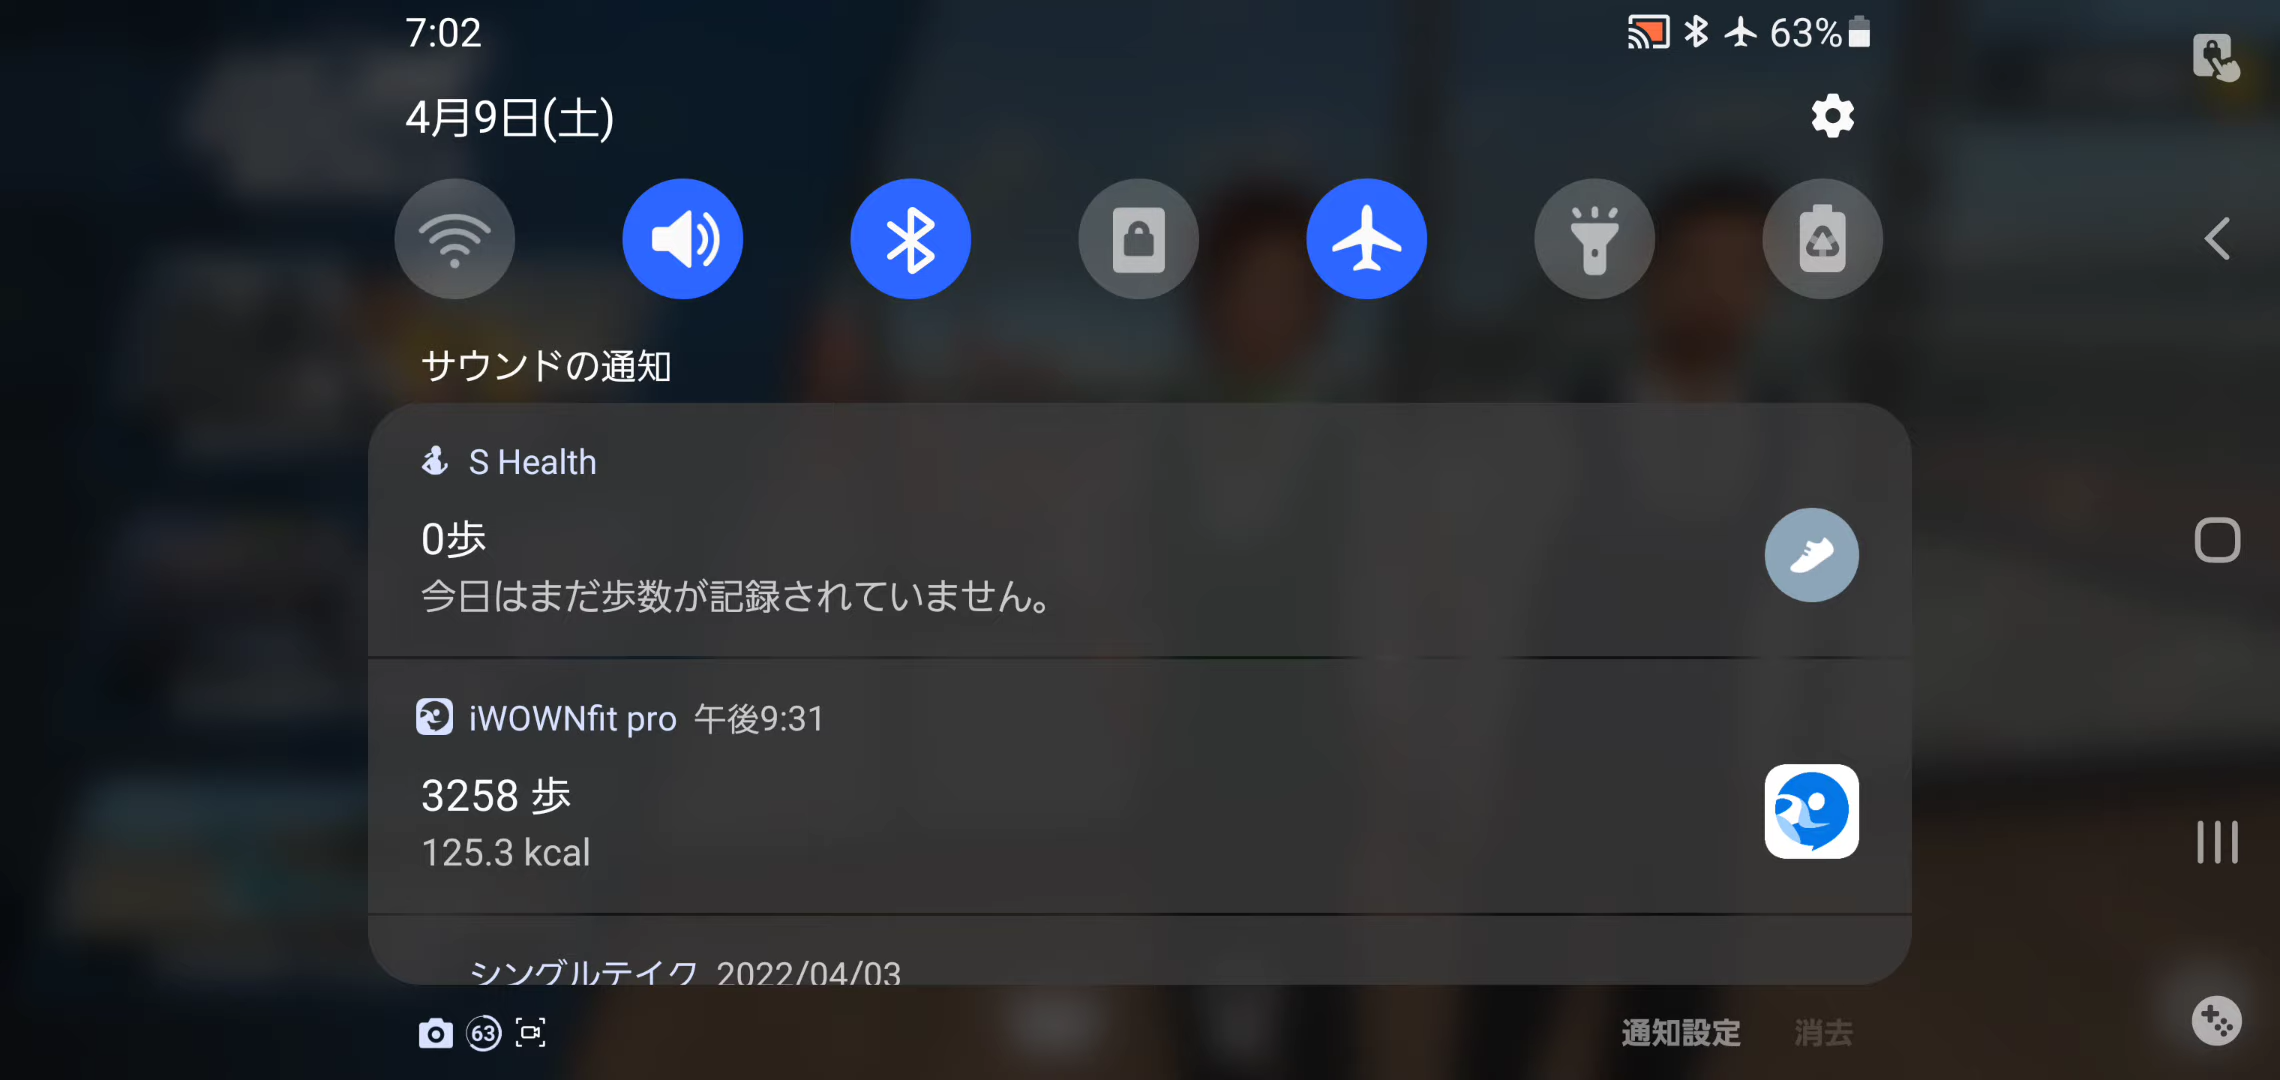 7:02
63%
4月9日(土)
サウンドの通知
S Health
0歩
今日はまだ歩数が記録されていません。
iWOWNfit pro 午後9:31
3258 歩
125.3 kcal
シングルテイク 2022/04/03
63
通知設定 消去